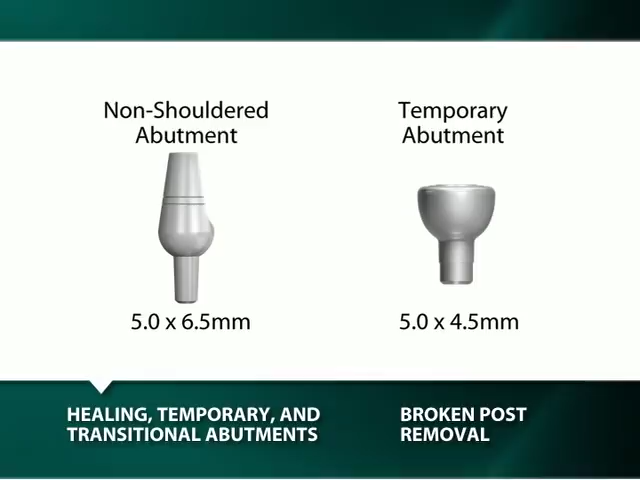 Non-Shouldered
Abutment
Temporary
Abutment
5.0 x 6.5mm
5.0 x 4.5mm
HEALING, TEMPORARY, AND
TRANSITIONAL ABUTMENTS
BROKEN POST
REMOVAL